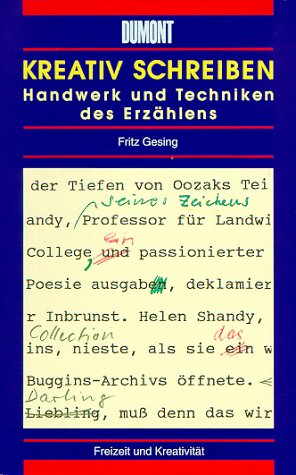 DUMONT
KREATIV SCHREIBEN
Handwerk und Techniken
des Erzählens
Fritz Gesing
der Tiefen von Oozaks Tei
seines Zeichens
andy, Professor für Landwi
ein
College und passionierter
Poesie ausgaben, deklamier
r Inbrunst. Helen Shandy,
Collection das
ins, nieste, als sie ein w
Buggins-Archivs öffnete.
Darling
Liebling, muß denn das wir
Freizeit und Kreativität